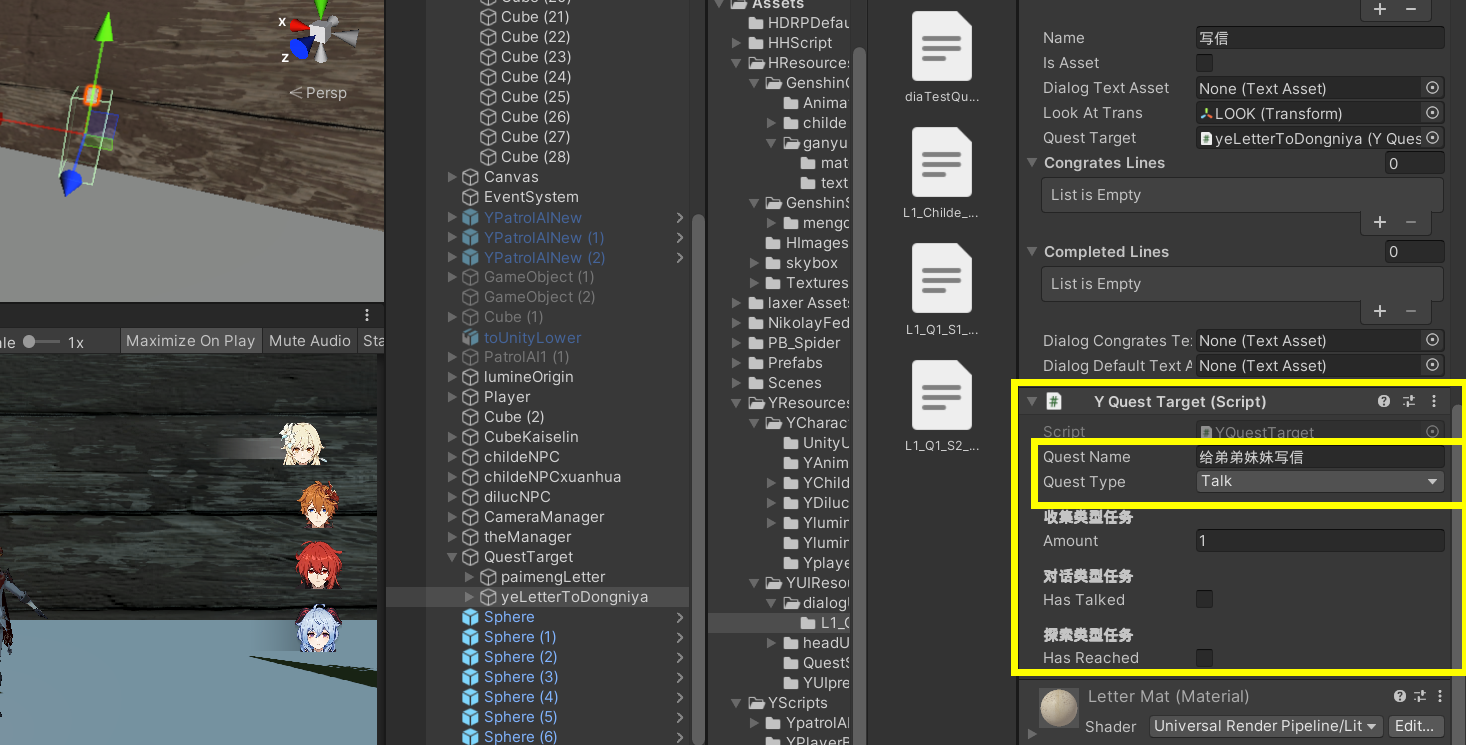 x
z
< Persp
1x
Maximize On Play
Mute Audio
Cube (21)
Cube (22)
Cube (23)
Cube (24)
Cube (25)
Cube (26)
Cube (27)
Cube (28)
Canvas
EventSystem
YPatrolAINew
YPatrolAINew (1)
YPatrolAINew (2)
GameObject (1)
GameObject (2)
Cube (1)
toUnityLower
PatrolAI1 (1)
lumineOrigin
Player
Cube (2)
CubeKaiselin
childeNPC
childeNPCxuanhua
dilucNPC
CameraManager
theManager
QuestTarget
paimengLetter
yeLetterToDongniya
Sphere
Sphere (1)
Sphere (2)
Sphere (3)
Sphere (4)
Sphere (5)
Sphere (6)
Assets
HDRPDefau
HHScript
HResources
GenshinC
Anima
childe
ganyu
mat
text
GenshinS
mengd
HImages
skybox
Textures
laxer Assets
NikolayFed
PB_Spider
Prefabs
Scenes
YResources
YCharac
UnityU
YAnim
YChild
YDiluc
Ylumin
Ylumin
Yplaye
YUIResou
dialog
L1_
headU
QuestS
YUIpre
YScripts
YpatrolAI
YPlayerB
diaTestQu...
L1_Childe_...
L1_Q1_S1_...
L1_Q1_S2_...
Name 写信
Is Asset
Dialog Text Asset None (Text Asset)
Look At Trans LOOK (Transform)
Quest Target yeLetterToDongniya (Y Ques
Congrates Lines 0
List is Empty
Completed Lines 0
List is Empty
Dialog Congrates Te None (Text Asset)
Dialog Default Text A None (Text Asset)
Y Quest Target (Script)
Script YQuestTarget
Quest Name 给弟弟妹妹写信
Quest Type Talk
收集类型任务
Amount 1
对话类型任务
Has Talked
探索类型任务
Has Reached
Letter Mat (Material)
Shader Universal Render Pipeline/Lit Edit...